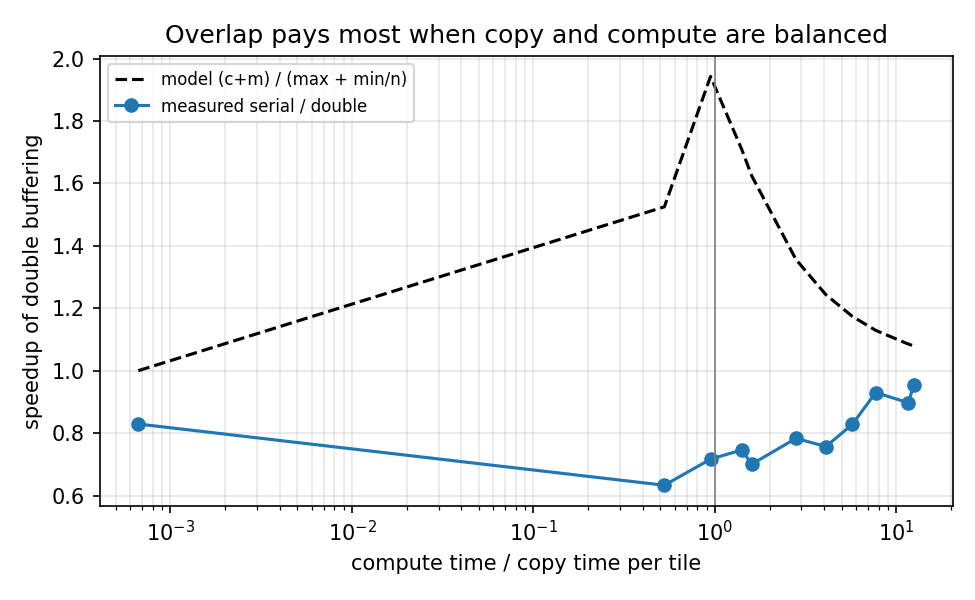 Overlap pays most when copy and compute are balanced
model (c+m) / (max + min/n)
measured serial / double
speedup of double buffering
2.0
1.8
1.6
1.4
1.2
1.0
0.8
0.6
10⁻³
10⁻²
10⁻¹
10⁰
10¹
compute time / copy time per tile